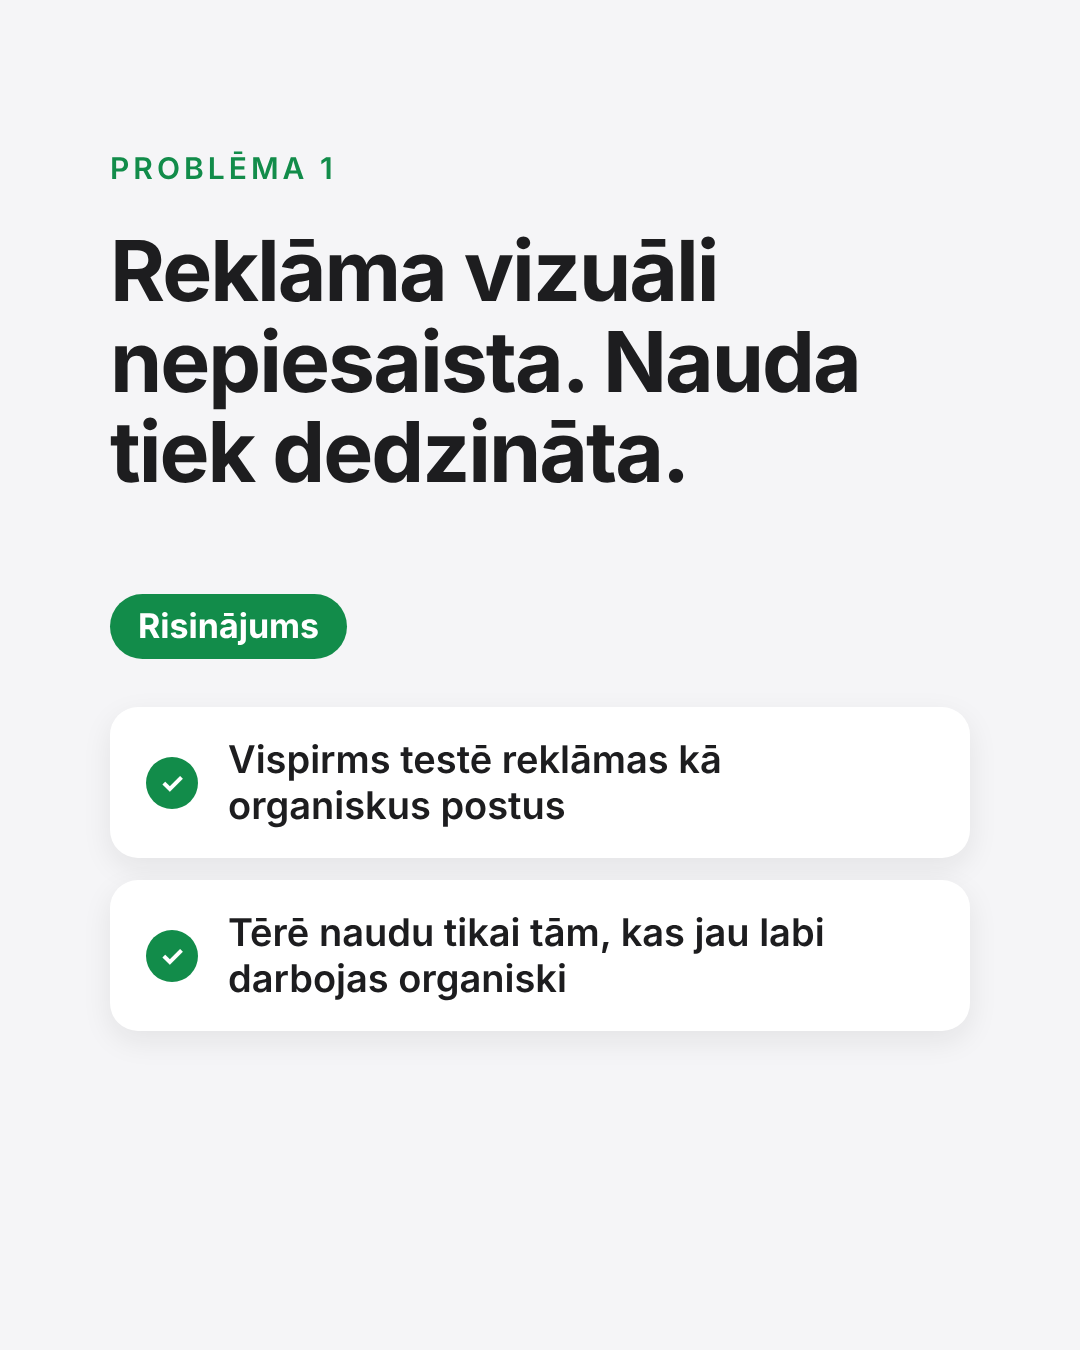 PROBLĒMA 1
Reklāma vizuāli
nepiesaista. Nauda
tiek dedzināta.
Risinājums
Vispirms testē reklāmas kā
organiskus postus
Tērē naudu tikai tām, kas jau labi
darbojas organiski